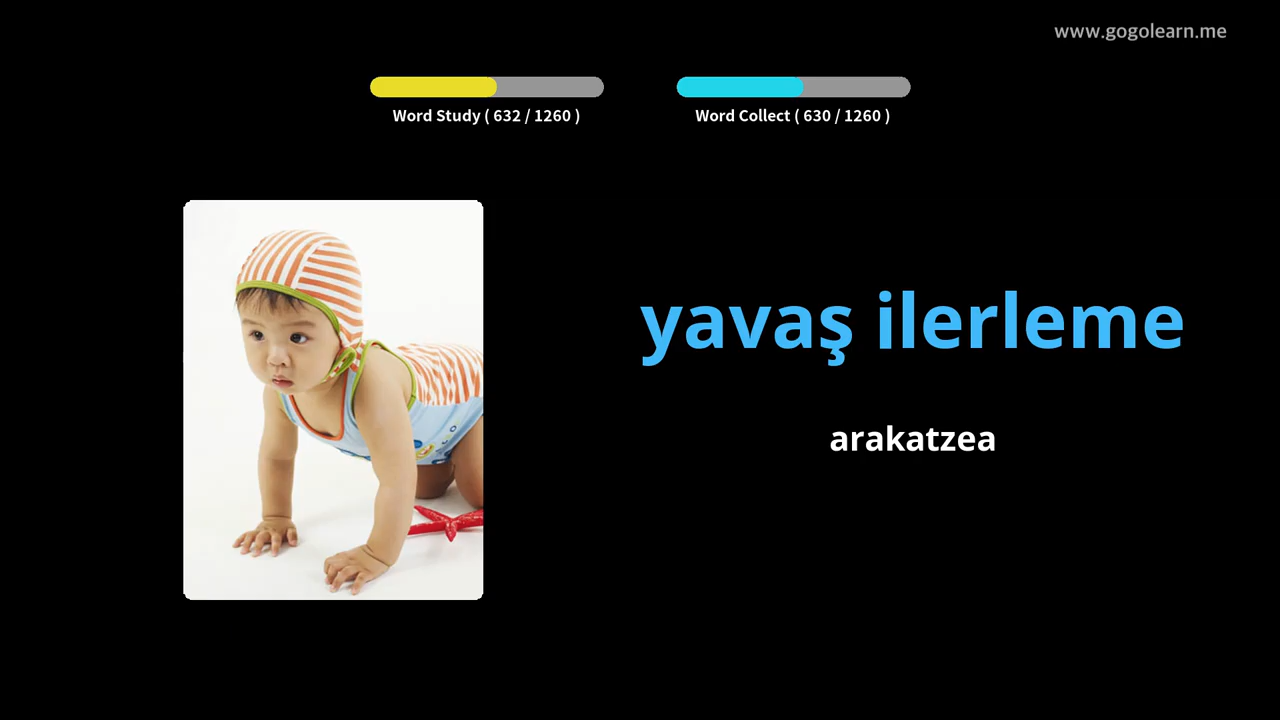 www.gogolearn.me
Word Study ( 632 / 1260 )
Word Collect ( 630 / 1260 )
yavaş ilerleme
arakatzea